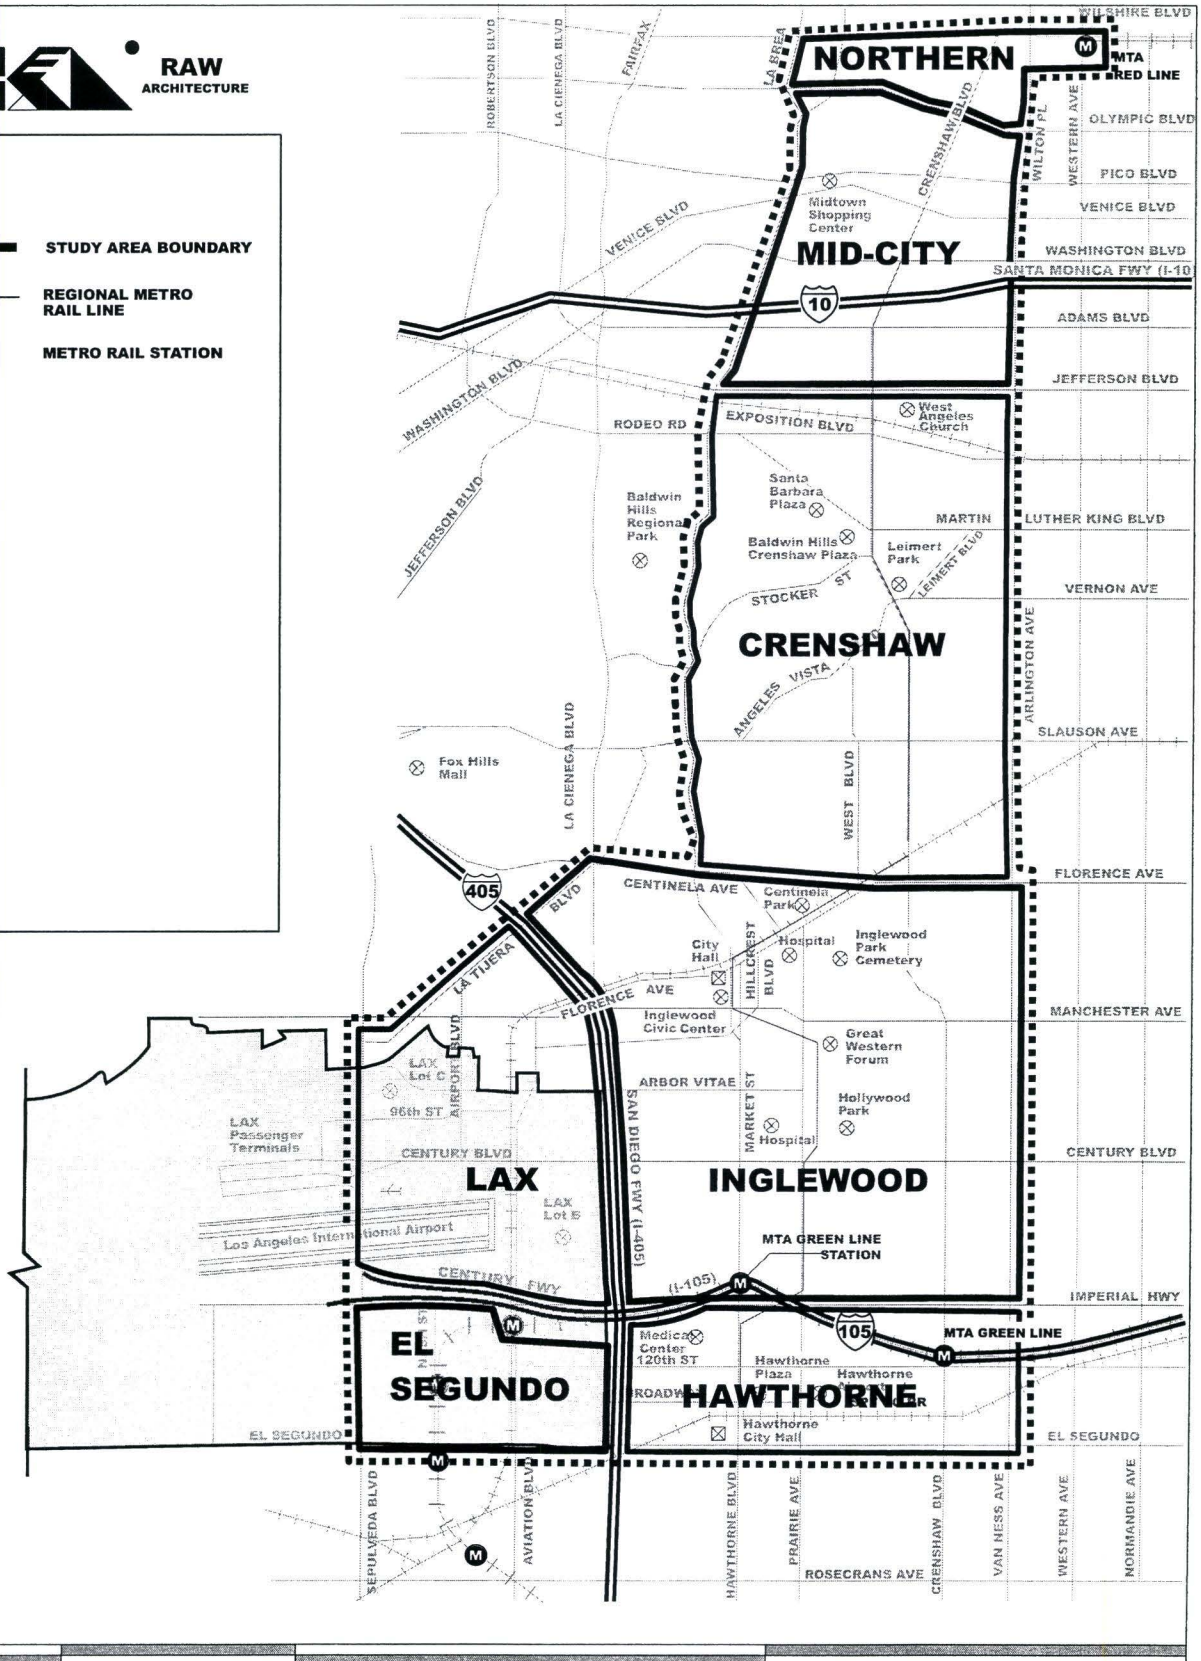 RAW
ARCHITECTURE
STUDY AREA BOUNDARY
REGIONAL METRO
RAIL LINE
METRO RAIL STATION
WILSHIRE BLVD
ROBERTSON BLVD
LA CIENEGA BLVD
FAIRFAX
LA BREA
NORTHERN
M
MTA
RED LINE
CRENSHAW BLVD
WILTON PL
WESTERN AVE
OLYMPIC BLVD
PICO BLVD
Midtown
Shopping
Center
VENICE BLVD
VENICE BLVD
MID-CITY
WASHINGTON BLVD
SANTA MONICA FWY (I-10
10
ADAMS BLVD
WASHINGTON BLVD
JEFFERSON BLVD
West
Angeles
Church
RODEO RD
EXPOSITION BLVD
JEFFERSON BLVD
Santa
Barbara
Plaza
Baldwin
Hills
Regional
Park
MARTIN
LUTHER KING BLVD
Baldwin Hills
Crenshaw Plaza
Leimert
Park
LEIMERT BLVD
STOCKER ST
VERNON AVE
CRENSHAW
ARLINGTON AVE
ANGELES VISTA
SLAUSON AVE
LA CIENEGA BLVD
WEST BLVD
Fox Hills
Mall
FLORENCE AVE
405
BLVD
CENTINELA AVE
Centinela
Park
City
Hall
HILLCREST
BLVD
Hospital
Inglewood
Park
Cemetery
LA TIJERA
FLORENCE AVE
Inglewood
Civic Center
MANCHESTER AVE
Great
Western
Forum
AIRPORT BLVD
LAX
Lot C
96th ST
ARBOR VITAE
MARKET ST
Hollywood
Park
LAX
Passenger
Terminals
Hospital
SAN DIEGO FWY (I-405)
CENTURY BLVD
CENTURY BLVD
LAX
INGLEWOOD
LAX
Lot B
Los Angeles International Airport
MTA GREEN LINE
STATION
CENTURY FWY
(I-105)
M
IMPERIAL HWY
M
105
MTA GREEN LINE
M
EL
SEGUNDO
Medical
Center
120th ST
Hawthorne
Plaza
Hawthorne
HAWTHORNE
Hawthorne
City Hall
EL SEGUNDO
EL SEGUNDO
M
SEPULVEDA BLVD
AVIATION BLVD
HAWTHORNE BLVD
PRAIRIE AVE
CRENSHAW BLVD
VAN NESS AVE
WESTERN AVE
NORMANDIE AVE
M
ROSECRANS AVE